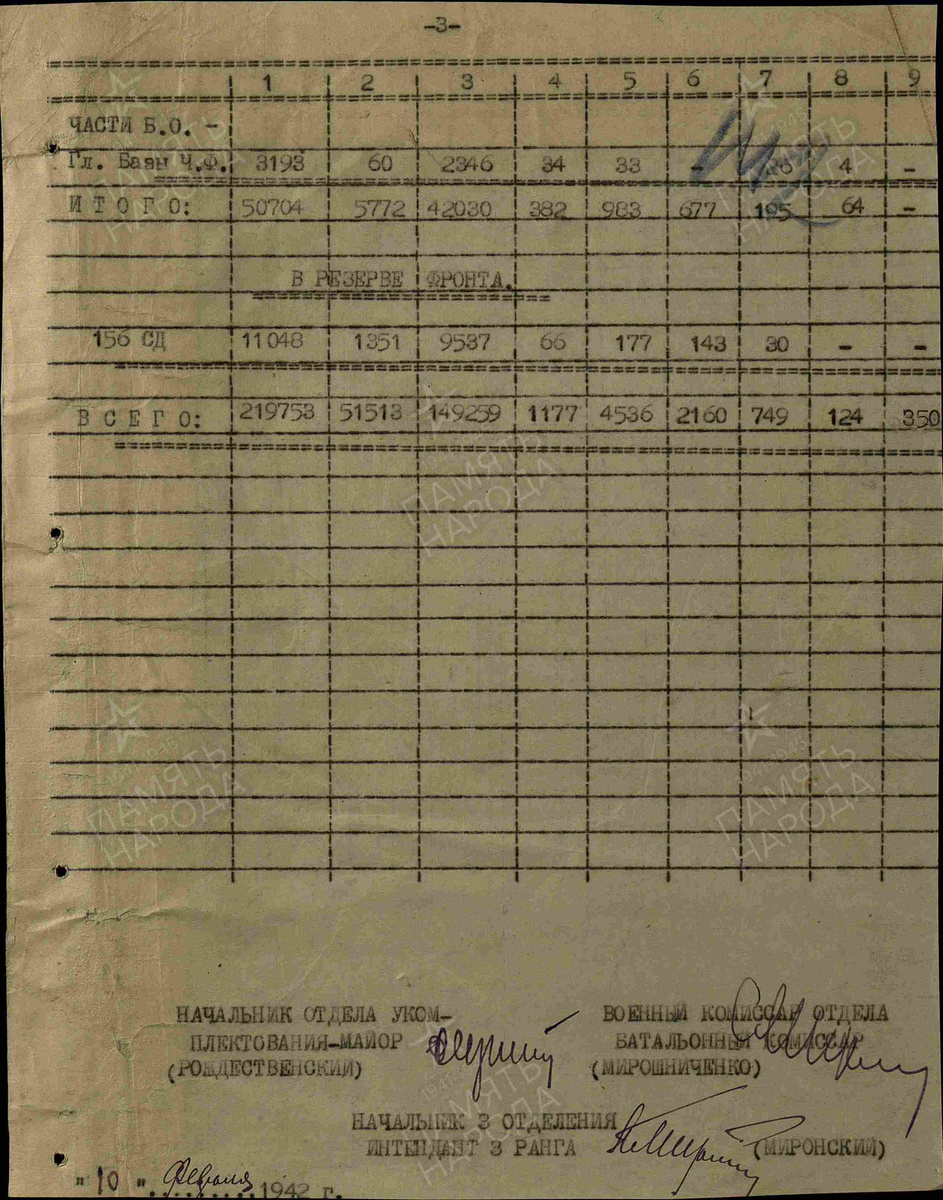 -3-
1 2 3 4 5 6 7 8 9
ЧАСТИ Б.О. -
Гл. Базы Ч.Ф. 3193 60 2346 34 33 - 4 -
ИТОГО: 50704 5772 42030 382 983 677 195 64 -
В РЕЗЕРВЕ ФРОНТА.
156 СД 11048 1351 9537 66 177 143 30 - -
ВСЕГО: 219753 51513 149259 1177 4536 2160 749 124 350
НАЧАЛЬНИК ОТДЕЛА УКОМ-
ПЛЕКТОВАНИЯ-МАЙОР
(РОЖДЕСТВЕНСКИЙ)
ВОЕННЫЙ КОМИССАР ОТДЕЛА
БАТАЛЬОННЫЙ КОМИССАР
(МИРОШНИЧЕНКО)
НАЧАЛЬНИК 3 ОТДЕЛЕНИЯ
ИНТЕНДАНТ 3 РАНГА (МИРОНСКИЙ)
"10" Февраля 1942 г.
ПАМЯТЬ
НАРОДА